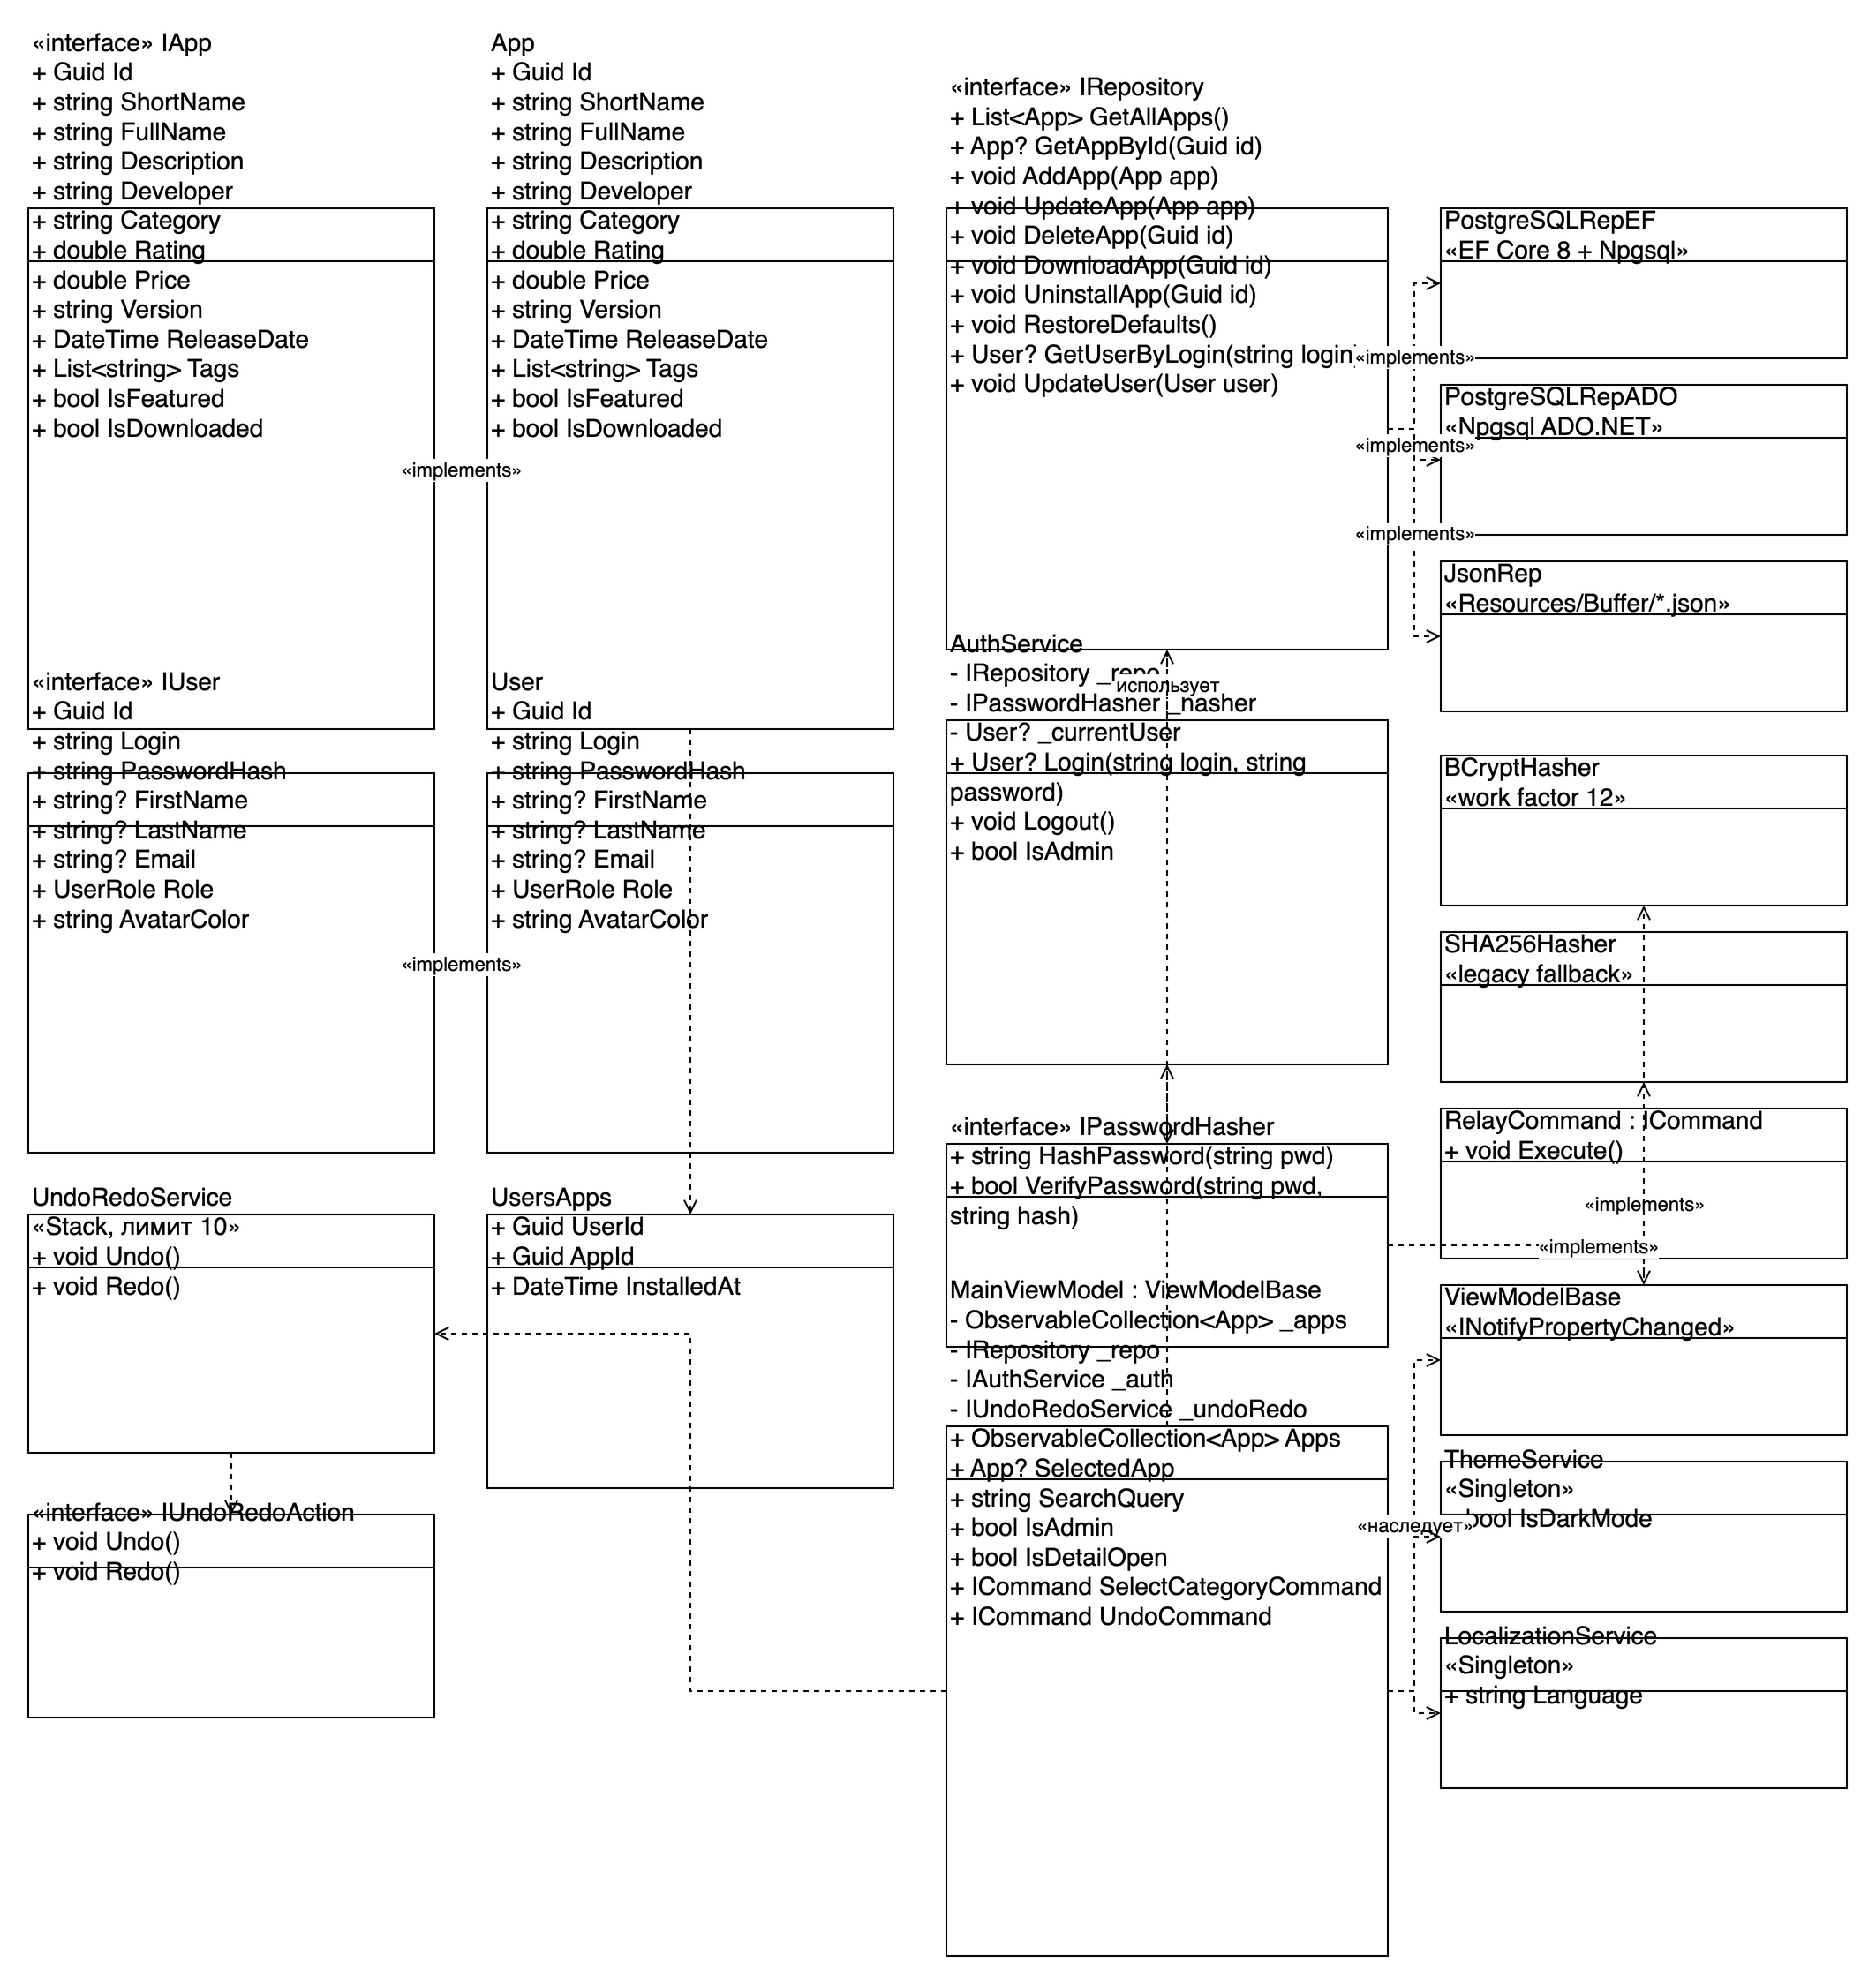 «interface» IApp
+ Guid Id
+ string ShortName
+ string FullName
+ string Description
+ string Developer
+ string Category
+ double Rating
+ double Price
+ string Version
+ DateTime ReleaseDate
+ List<string> Tags
+ bool IsFeatured
+ bool IsDownloaded
«implements»
App
+ Guid Id
+ string ShortName
+ string FullName
+ string Description
+ string Developer
+ string Category
+ double Rating
+ double Price
+ string Version
+ DateTime ReleaseDate
+ List<string> Tags
+ bool IsFeatured
+ bool IsDownloaded
«interface» IRepository
+ List<App> GetAllApps()
+ App? GetAppById(Guid id)
+ void AddApp(App app)
+ void UpdateApp(App app)
+ void DeleteApp(Guid id)
+ void DownloadApp(Guid id)
+ void UninstallApp(Guid id)
+ void RestoreDefaults()
+ User? GetUserByLogin(string login)
+ void UpdateUser(User user)
«implements»
«implements»
«implements»
PostgreSQLRepEF
«EF Core 8 + Npgsql»
PostgreSQLRepADO
«Npgsql ADO.NET»
JsonRep
«Resources/Buffer/*.json»
«interface» IUser
+ Guid Id
+ string Login
+ string PasswordHash
+ string? FirstName
+ string? LastName
+ string? Email
+ UserRole Role
+ string AvatarColor
«implements»
User
+ Guid Id
+ string Login
+ string PasswordHash
+ string? FirstName
+ string? LastName
+ string? Email
+ UserRole Role
+ string AvatarColor
AuthService
- IRepository _repo
использует
- IPasswordHasher _hasher
- User? _currentUser
+ User? Login(string login, string
password)
+ void Logout()
+ bool IsAdmin
BCryptHasher
«work factor 12»
SHA256Hasher
«legacy fallback»
RelayCommand : ICommand
+ void Execute()
«implements»
«implements»
«interface» IPasswordHasher
+ string HashPassword(string pwd)
+ bool VerifyPassword(string pwd,
string hash)
UndoRedoService
«Stack, лимит 10»
+ void Undo()
+ void Redo()
UsersApps
+ Guid UserId
+ Guid AppId
+ DateTime InstalledAt
MainViewModel : ViewModelBase
- ObservableCollection<App> _apps
- IRepository _repo
- IAuthService _auth
- IUndoRedoService _undoRedo
+ ObservableCollection<App> Apps
+ App? SelectedApp
+ string SearchQuery
+ bool IsAdmin
+ bool IsDetailOpen
+ ICommand SelectCategoryCommand
+ ICommand UndoCommand
ViewModelBase
«INotifyPropertyChanged»
ThemeService
«Singleton»
bool IsDarkMode
«наследует»
LocalizationService
«Singleton»
+ string Language
«interface» IUndoRedoAction
+ void Undo()
+ void Redo()